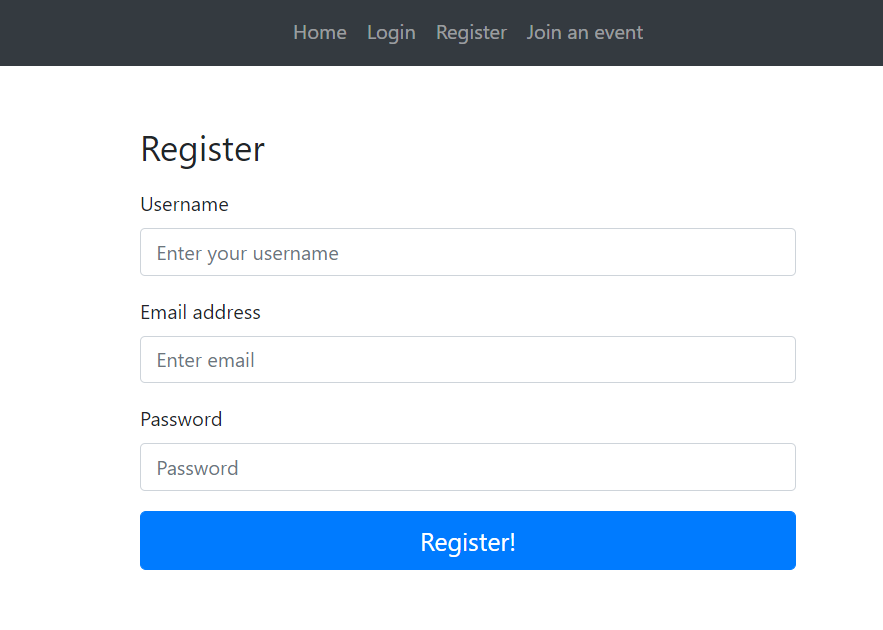 Home Login Register Join an event
Register
Username
Enter your username
Email address
Enter email
Password
Password
Register!